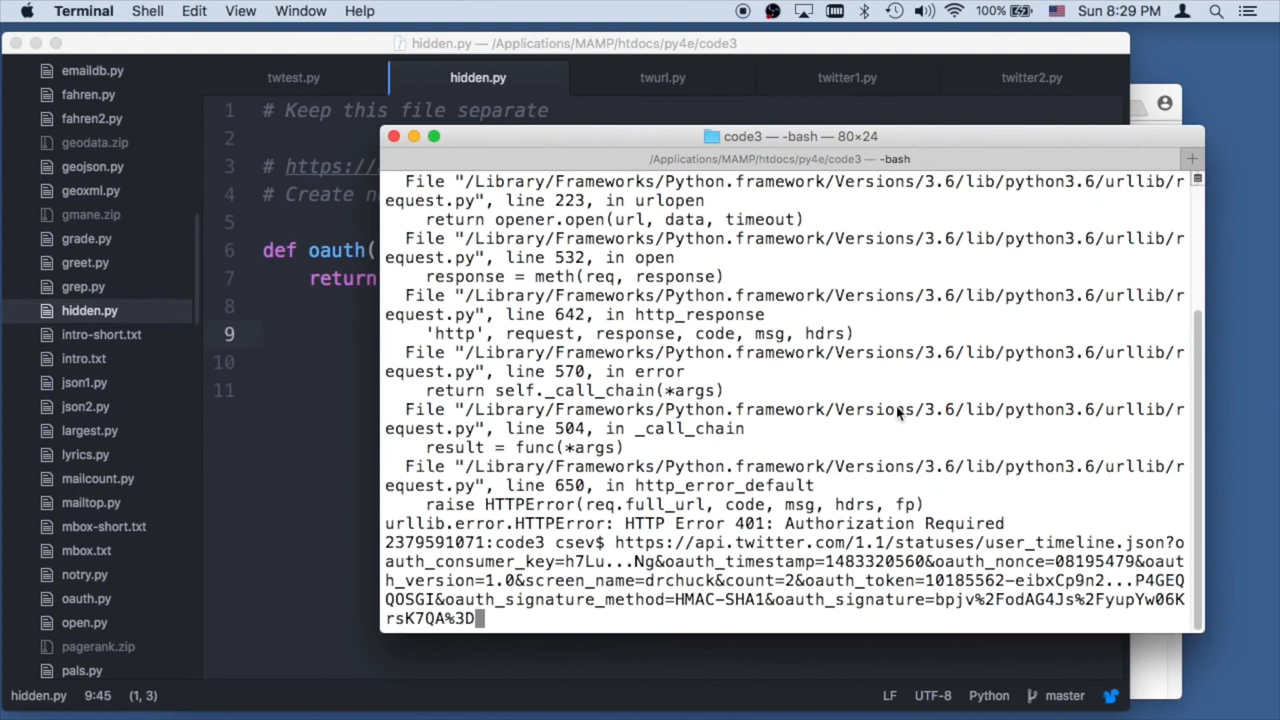 Terminal Shell Edit View Window Help 100% Sun 8:29 PM
hidden.py — /Applications/MAMP/htdocs/py4e/code3
twtest.py hidden.py twurl.py twitter1.py twitter2.py
emaildb.py
fahren.py
fahren2.py
geodata.zip
geojson.py
geoxml.py
gmane.zip
grade.py
greet.py
grep.py
hidden.py
intro-short.txt
intro.txt
json1.py
json2.py
largest.py
lyrics.py
mailcount.py
mailtop.py
mbox-short.txt
mbox.txt
notry.py
oauth.py
open.py
pagerank.zip
pals.py
1 # Keep this file separate
2
3 # https://
4 # Create
5
6 def oauth(
7 return
8
9
10
11
code3 — -bash — 80×24
/Applications/MAMP/htdocs/py4e/code3 — -bash
File "/Library/Frameworks/Python.framework/Versions/3.6/lib/python3.6/urllib/r
equest.py", line 223, in urlopen
return opener.open(url, data, timeout)
File "/Library/Frameworks/Python.framework/Versions/3.6/lib/python3.6/urllib/r
equest.py", line 532, in open
response = meth(req, response)
File "/Library/Frameworks/Python.framework/Versions/3.6/lib/python3.6/urllib/r
equest.py", line 642, in http_response
'http', request, response, code, msg, hdrs)
File "/Library/Frameworks/Python.framework/Versions/3.6/lib/python3.6/urllib/r
equest.py", line 570, in error
return self._call_chain(*args)
File "/Library/Frameworks/Python.framework/Versions/3.6/lib/python3.6/urllib/r
equest.py", line 504, in _call_chain
result = func(*args)
File "/Library/Frameworks/Python.framework/Versions/3.6/lib/python3.6/urllib/r
equest.py", line 650, in http_error_default
raise HTTPError(req.full_url, code, msg, hdrs, fp)
urllib.error.HTTPError: HTTP Error 401: Authorization Required
2379591071:code3 csev$ https://api.twitter.com/1.1/statuses/user_timeline.json?o
auth_consumer_key=h7Lu...Ng&oauth_timestamp=1483320560&oauth_nonce=08195479&oaut
h_version=1.0&screen_name=drchuck&count=2&oauth_token=10185562-eibxCp9n2...P4GEQ
QOSGI&oauth_signature_method=HMAC-SHA1&oauth_signature=bpjv%2FodAG4Js%2FyupYw06K
rsK7QA%3D
hidden.py 9:45 (1, 3) LF UTF-8 Python master